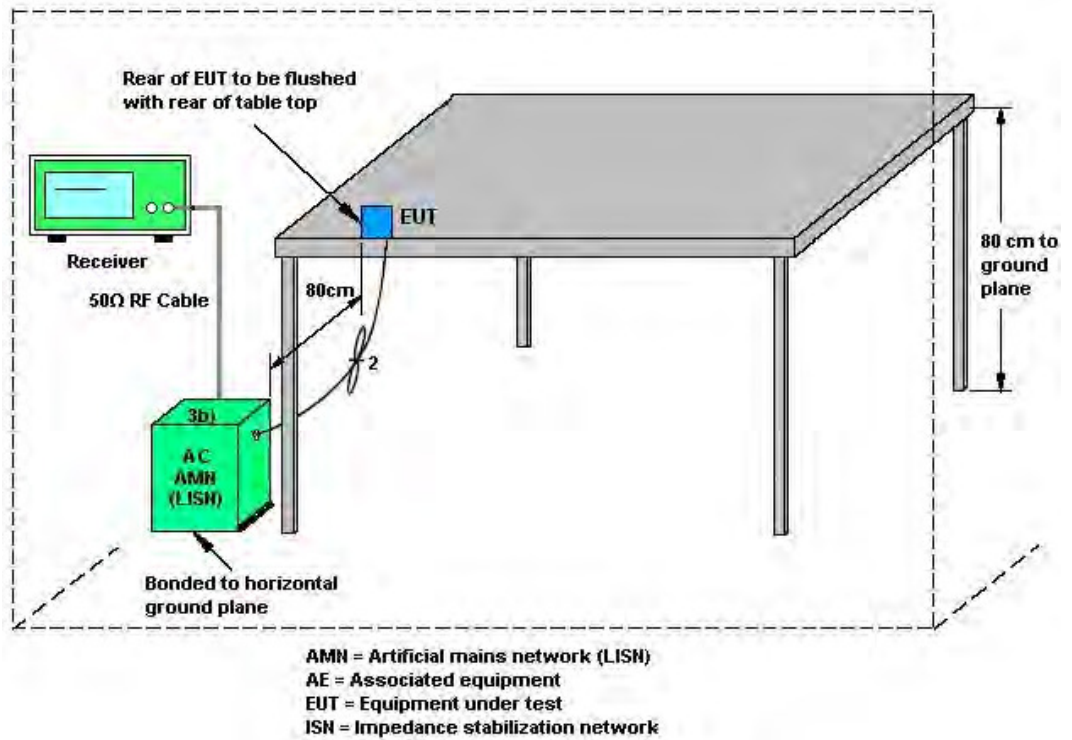 Rear of EUT to be flushed
with rear of table top
EUT
Receiver
50Ω RF Cable
80cm
2
80 cm to
ground
plane
3b)
AC
AMN
(LISN)
Bonded to horizontal
ground plane
AMN = Artificial mains network (LISN)
AE = Associated equipment
EUT = Equipment under test
ISN = Impedance stabilization network